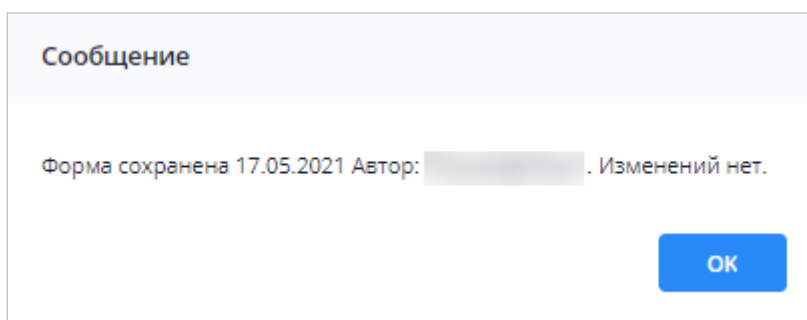 Сообщение
Форма сохранена 17.05.2021 Автор: . Изменений нет.
ОК